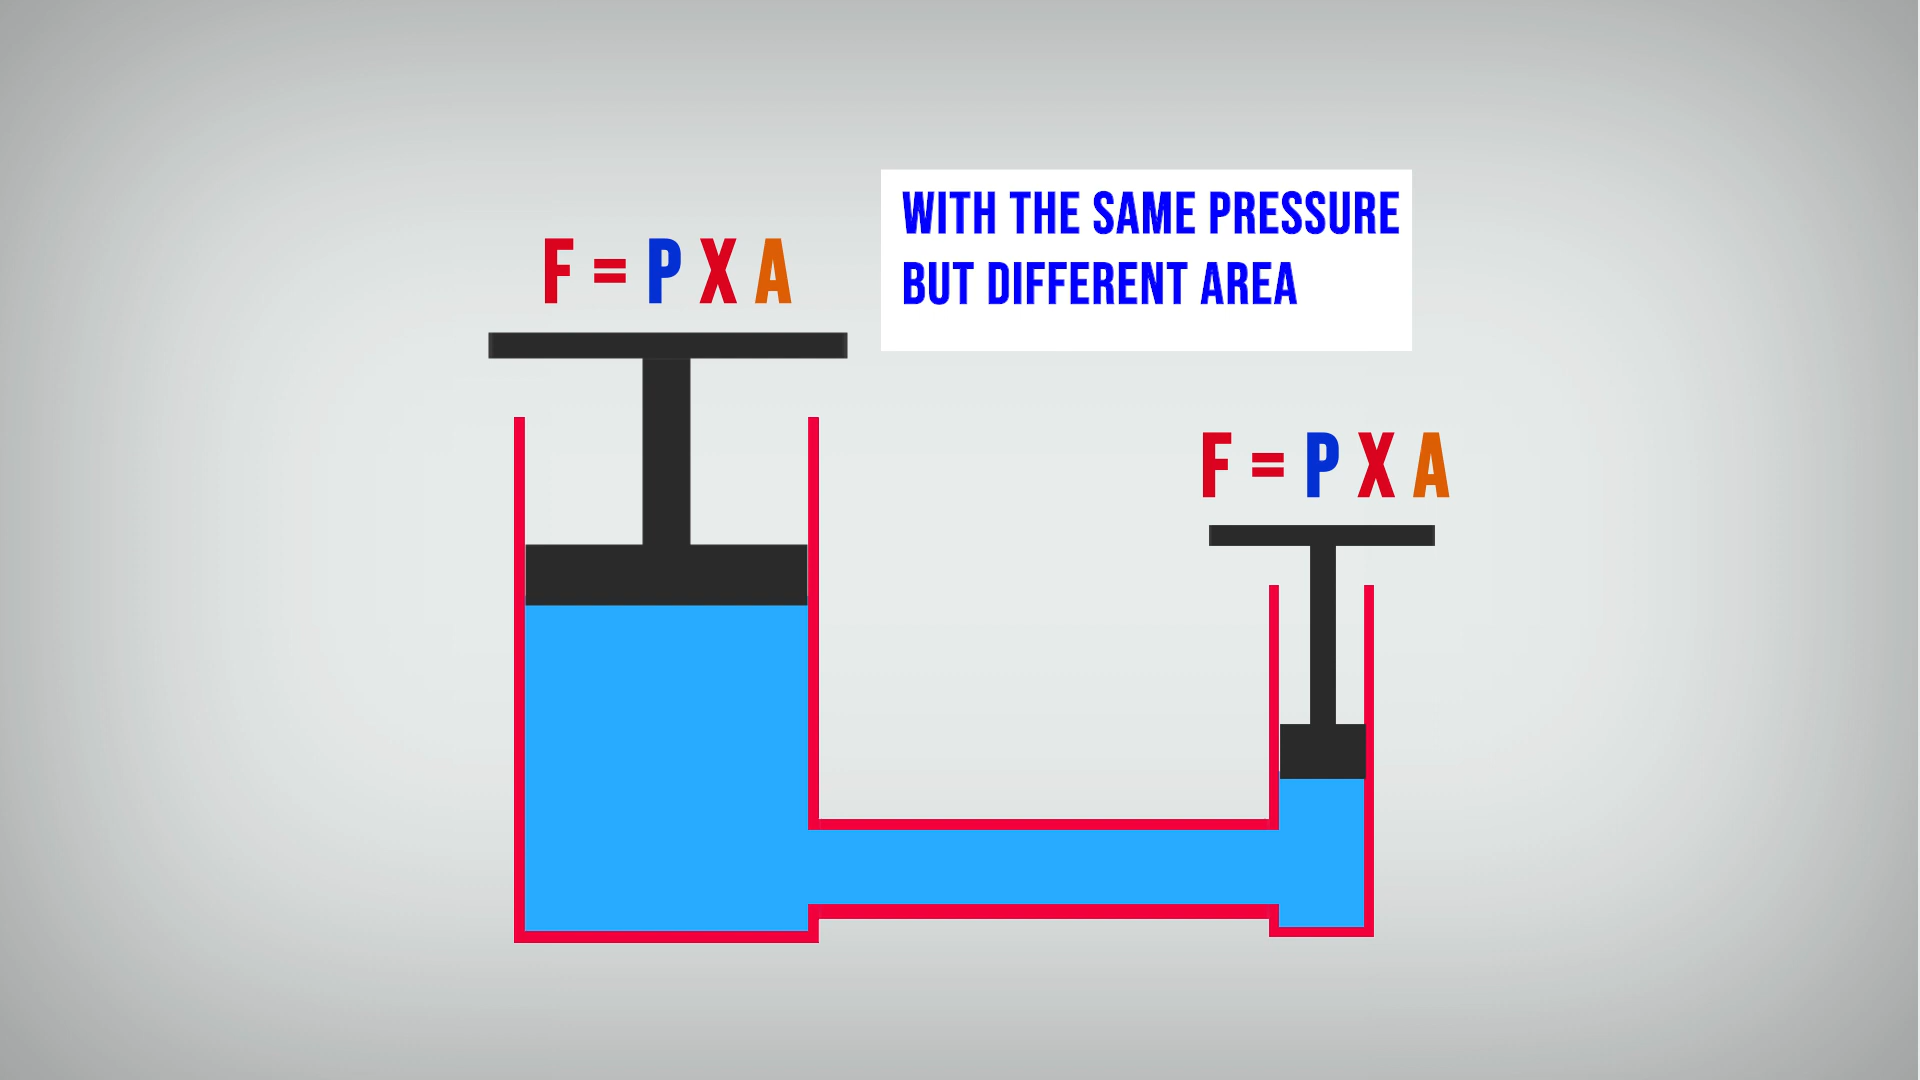 F = P X A
WITH THE SAME PRESSURE
BUT DIFFERENT AREA
F = P X A